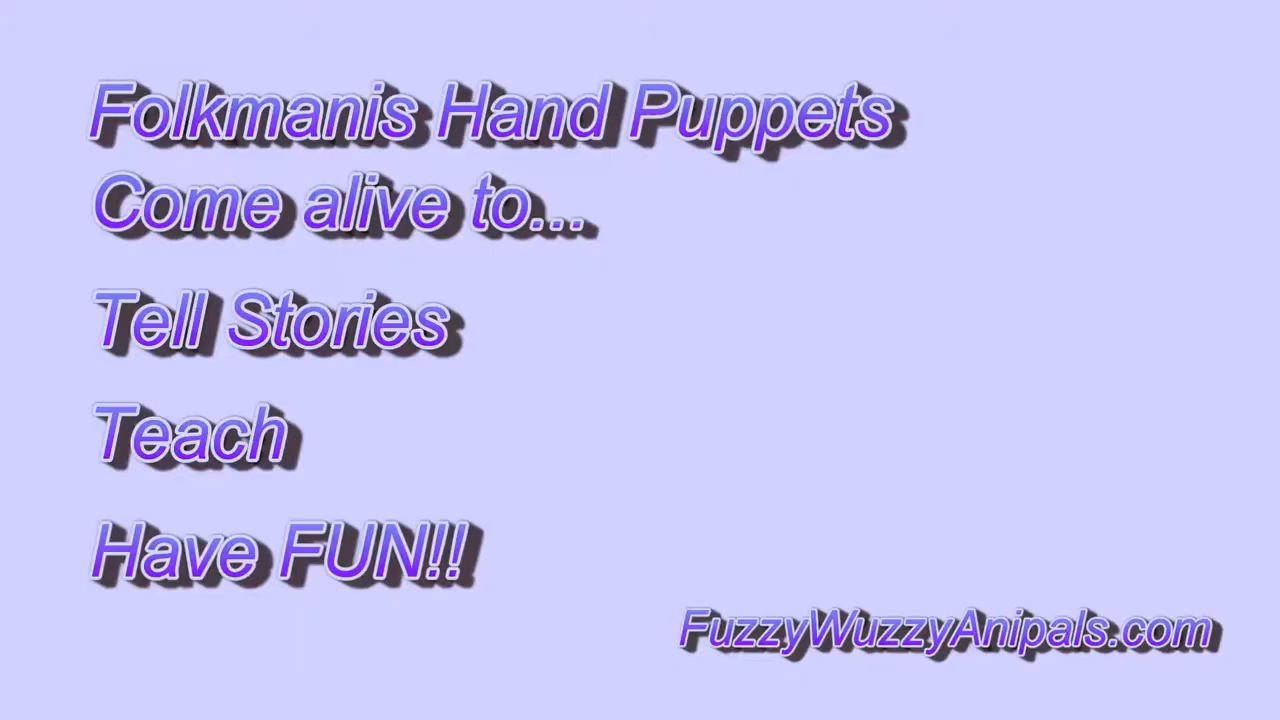 Folkmanis Hand Puppets
Come alive to...
Tell Stories
Teach
Have FUN!!
FuzzyWuzzyAnipals.com